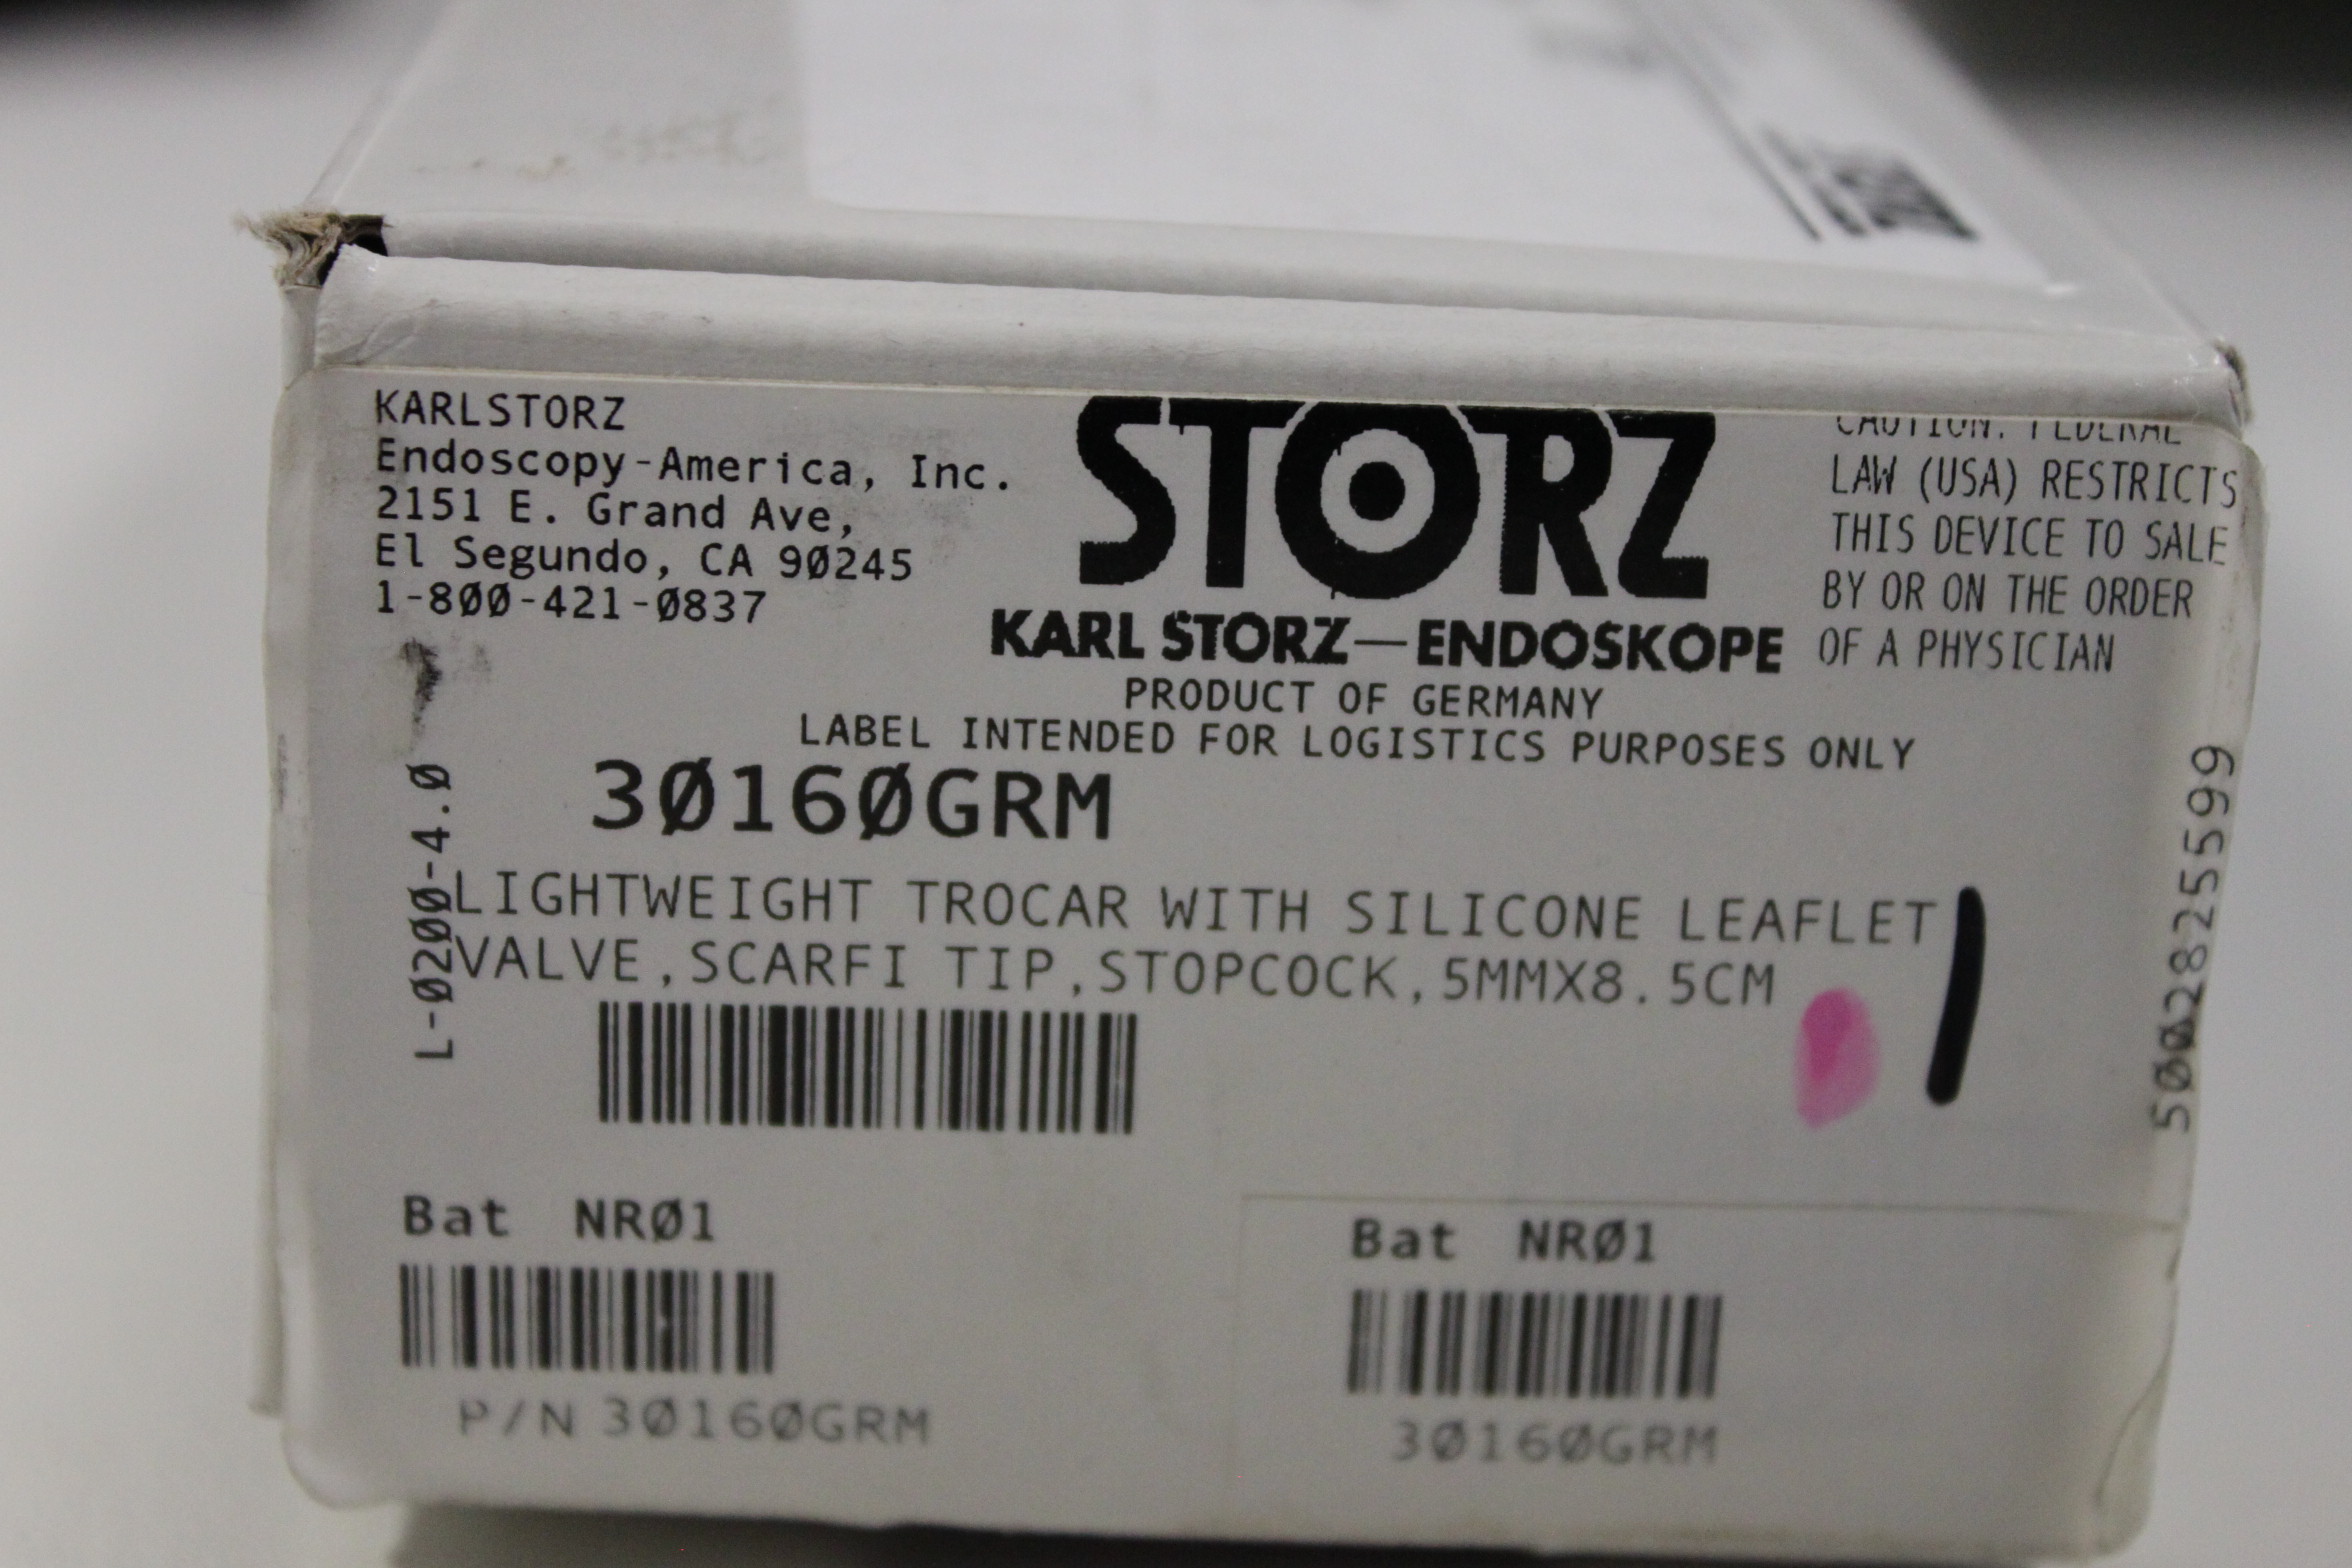 KARLSTORZ
Endoscopy-America, Inc.
2151 E. Grand Ave,
El Segundo, CA 90245
1-800-421-0837
STORZ
KARL STORZ—ENDOSKOPE
CAUTION: FEDERAL
LAW (USA) RESTRICTS
THIS DEVICE TO SALE
BY OR ON THE ORDER
OF A PHYSICIAN
PRODUCT OF GERMANY
LABEL INTENDED FOR LOGISTICS PURPOSES ONLY
30160GRM
L-0200-4.0
LIGHTWEIGHT TROCAR WITH SILICONE LEAFLET
VALVE,SCARFI TIP,STOPCOCK,5MMX8.5CM
5002825599
Bat NR01
P/N 30160GRM
Bat NR01
30160GRM